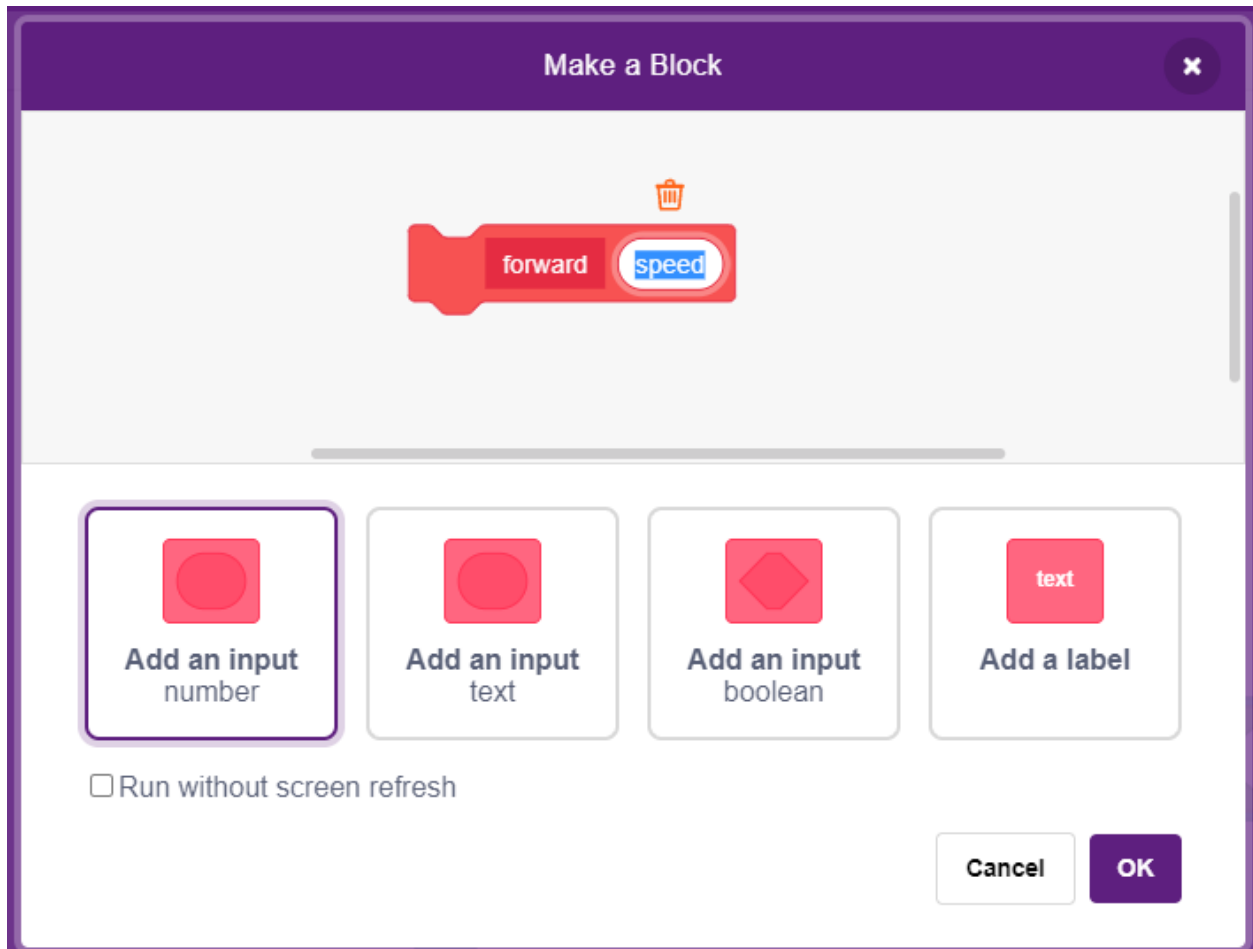 Make a Block
forward speed
text
Add an input
number
Add an input
text
Add an input
boolean
Add a label
Run without screen refresh
Cancel
OK